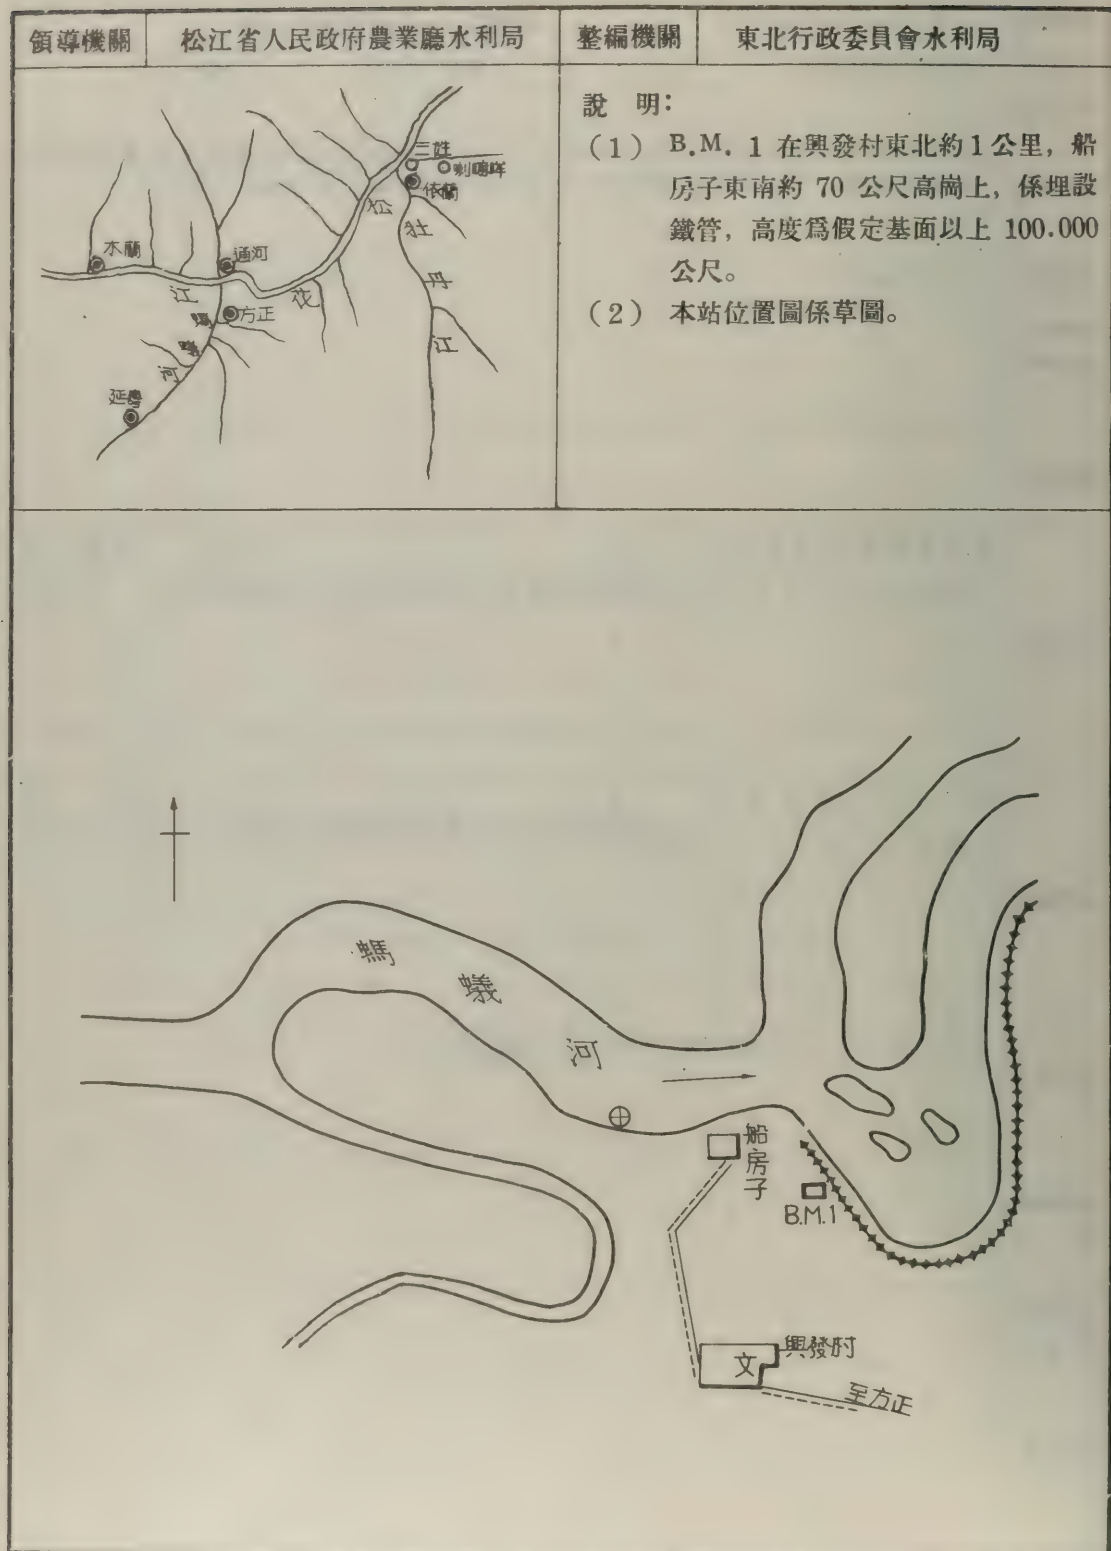 領導機關
松江省人民政府農業廳水利局
整編機關
東北行政委員會水利局
說 明:
(1) B.M. 1 在興發村東北約1公里, 船
房子東南約 70 公尺高崗上, 係埋設
鐵管, 高度爲假定基面以上 100.000
公尺。
(2) 本站位置圖係草圖。
三姓
依蘭
松
花
江
牡
丹
江
木蘭
通河
方正
螞
蟻
河
延壽
螞
蟻
河
船房子
B.M.1
文
興發村
至方正